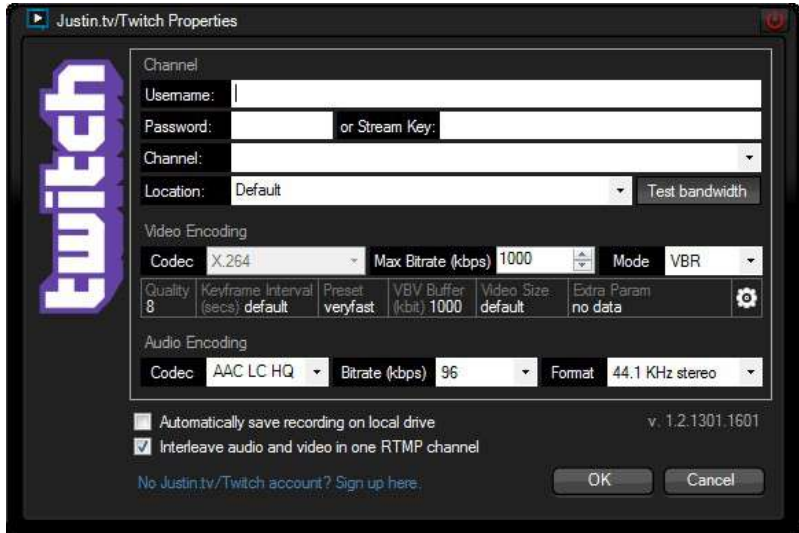 Justin.tv/Twitch Properties
twitch
Channel
Username:
Password: or Stream Key:
Channel:
Location: Default Test bandwidth
Video Encoding
Codec X.264 Max Bitrate (kbps) 1000 Mode VBR
Quality Keyframe Interval Preset VBV Buffer Video Size Extra Param
8 (secs) default veryfast (kbit) 1000 default no data
Audio Encoding
Codec AAC LC HQ Bitrate (kbps) 96 Format 44.1 KHz stereo
Automatically save recording on local drive v. 1.2.1301.1601
Interleave audio and video in one RTMP channel
No Justin.tv/Twitch account? Sign up here. OK Cancel